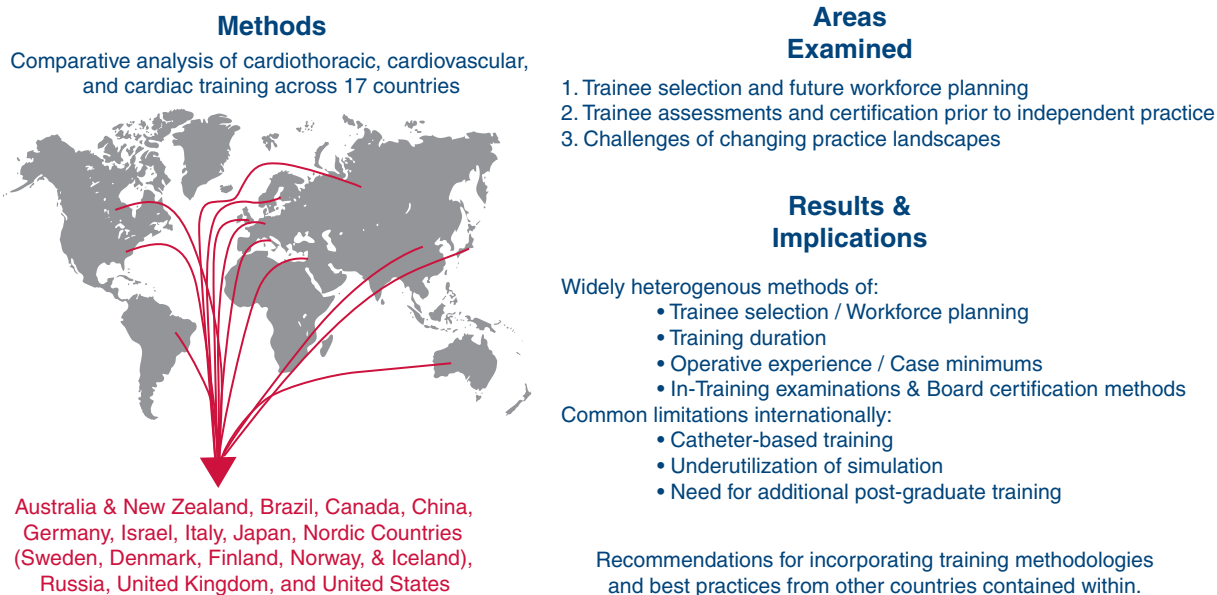 Methods
Comparative analysis of cardiothoracic, cardiovascular,
and cardiac training across 17 countries
Australia & New Zealand, Brazil, Canada, China,
Germany, Israel, Italy, Japan, Nordic Countries
(Sweden, Denmark, Finland, Norway, & Iceland),
Russia, United Kingdom, and United States
Areas
Examined
1. Trainee selection and future workforce planning
2. Trainee assessments and certification prior to independent practice
3. Challenges of changing practice landscapes
Results &
Implications
Widely heterogenous methods of:
• Trainee selection / Workforce planning
• Training duration
• Operative experience / Case minimums
• In-Training examinations & Board certification methods
Common limitations internationally:
• Catheter-based training
• Underutilization of simulation
• Need for additional post-graduate training
Recommendations for incorporating training methodologies
and best practices from other countries contained within.